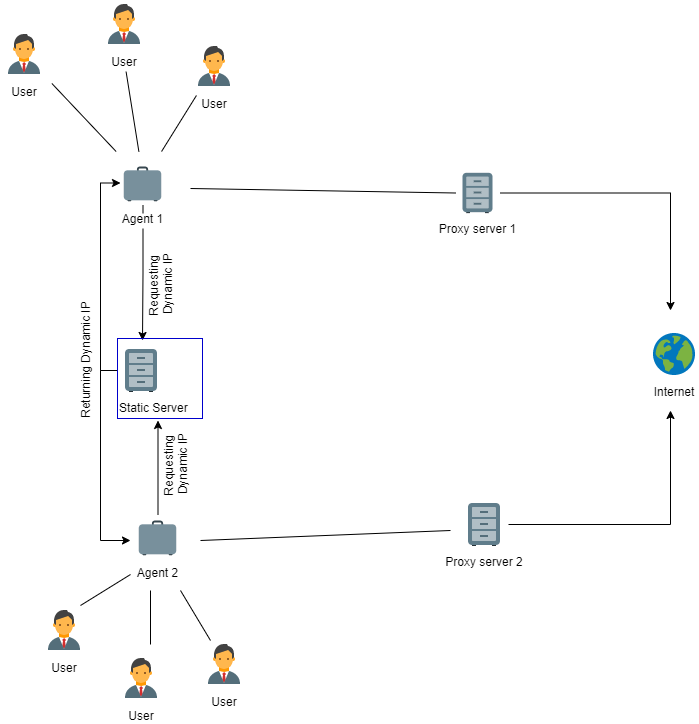 User
User
User
Agent 1
Proxy server 1
Requesting
Dynamic IP
Returning Dynamic IP
Internet
Static Server
Requesting
Dynamic IP
Agent 2
Proxy server 2
User
User
User